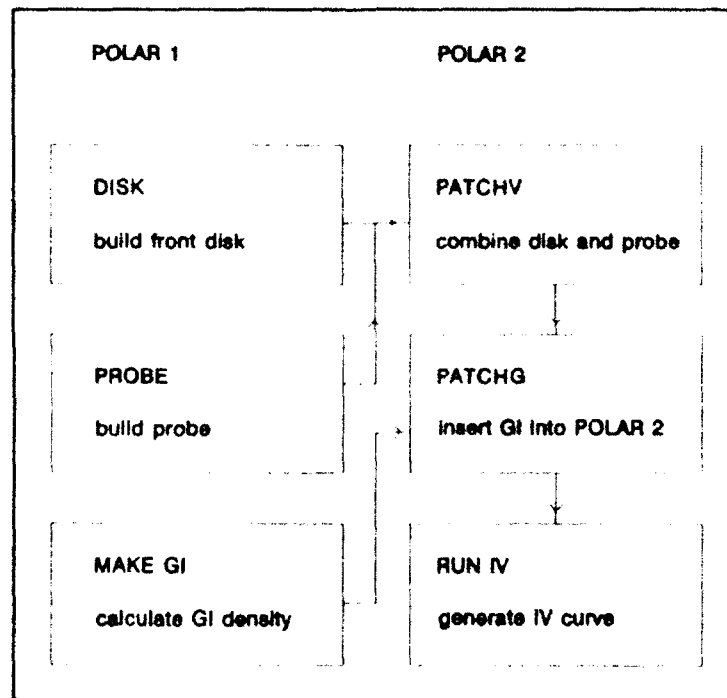 POLAR 1
POLAR 2
DISK
build front disk
PATCHV
combine disk and probe
PROBE
build probe
PATCHG
insert GI into POLAR 2
MAKE GI
calculate GI density
RUN IV
generate IV curve